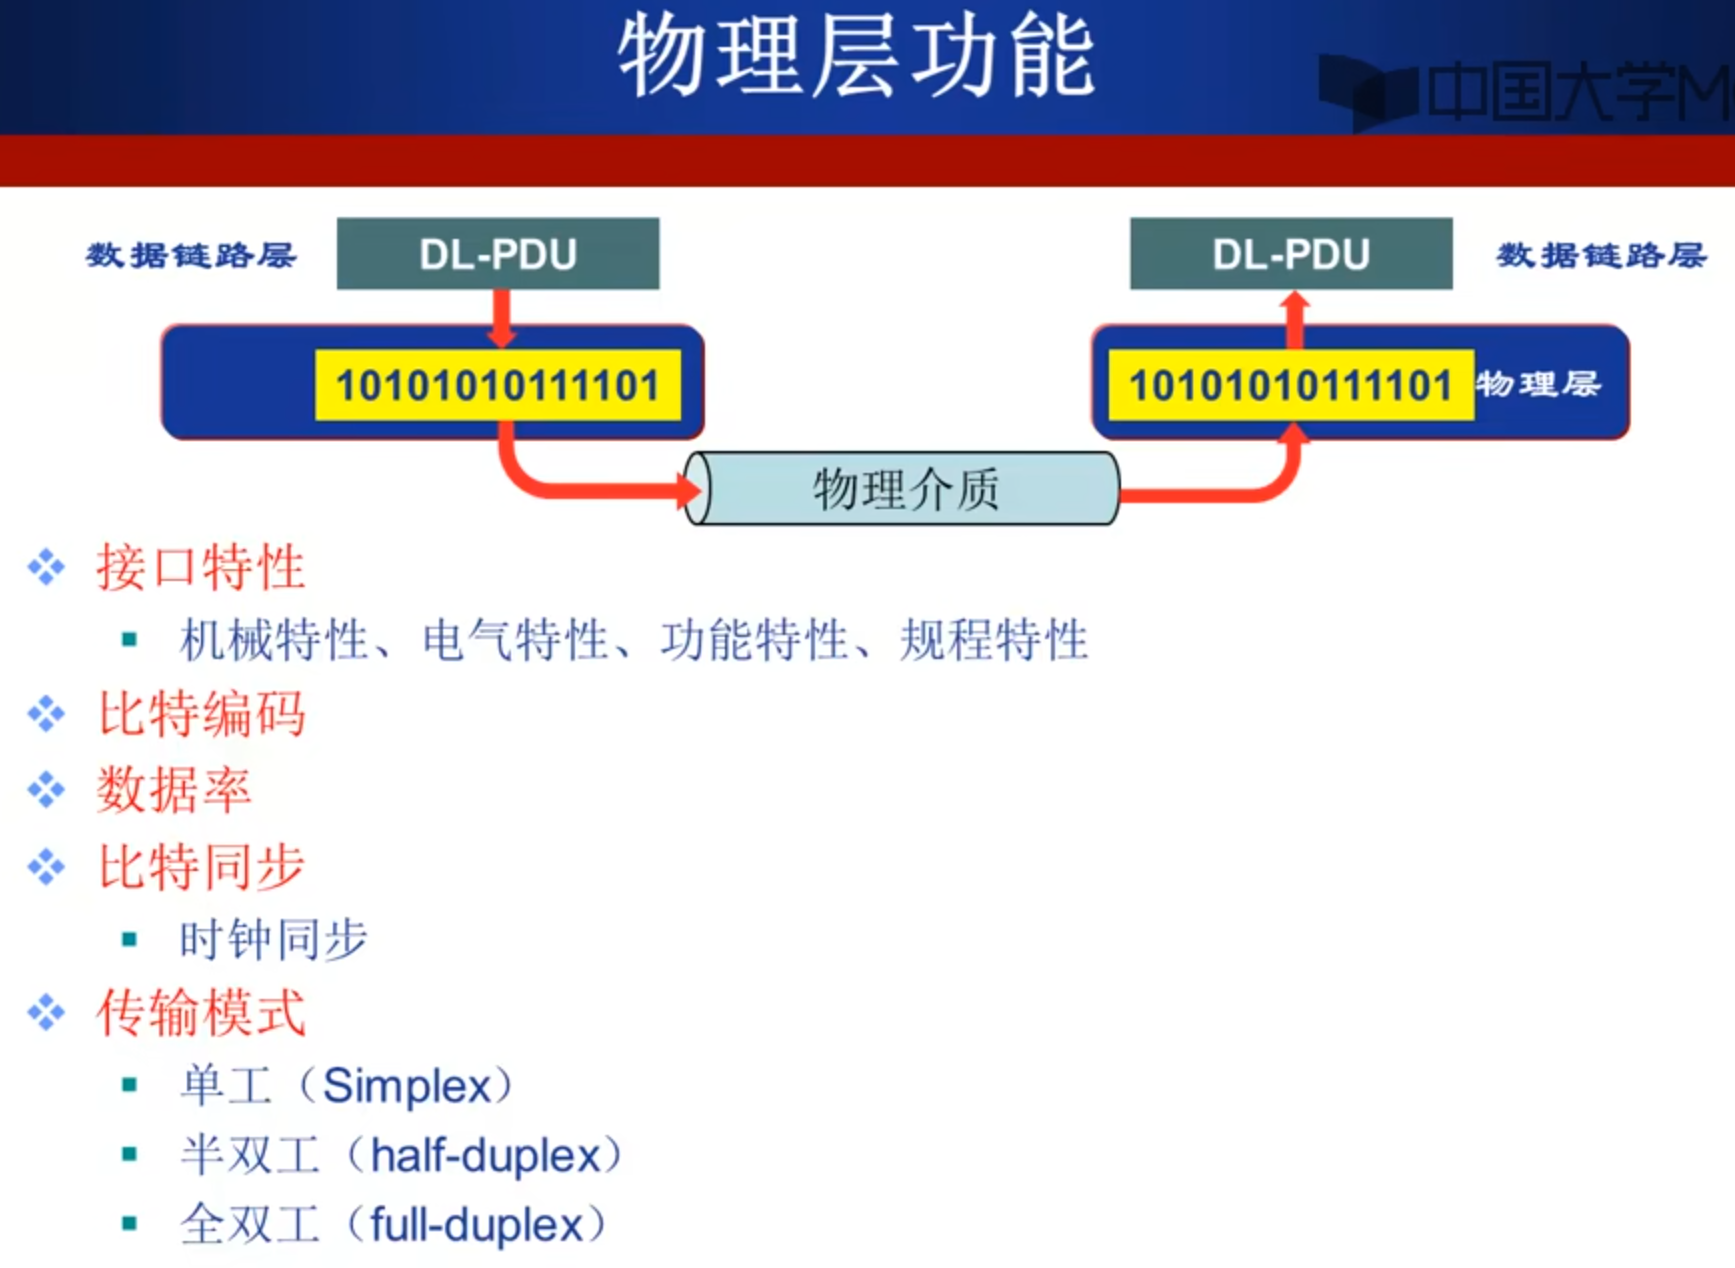 物理层功能
中国大学M
数据链路层 DL-PDU DL-PDU 数据链路层
10101010111101 10101010111101 物理层
物理介质
接口特性
机械特性、电气特性、功能特性、规程特性
比特编码
数据率
比特同步
时钟同步
传输模式
单工（Simplex）
半双工（half-duplex）
全双工（full-duplex）